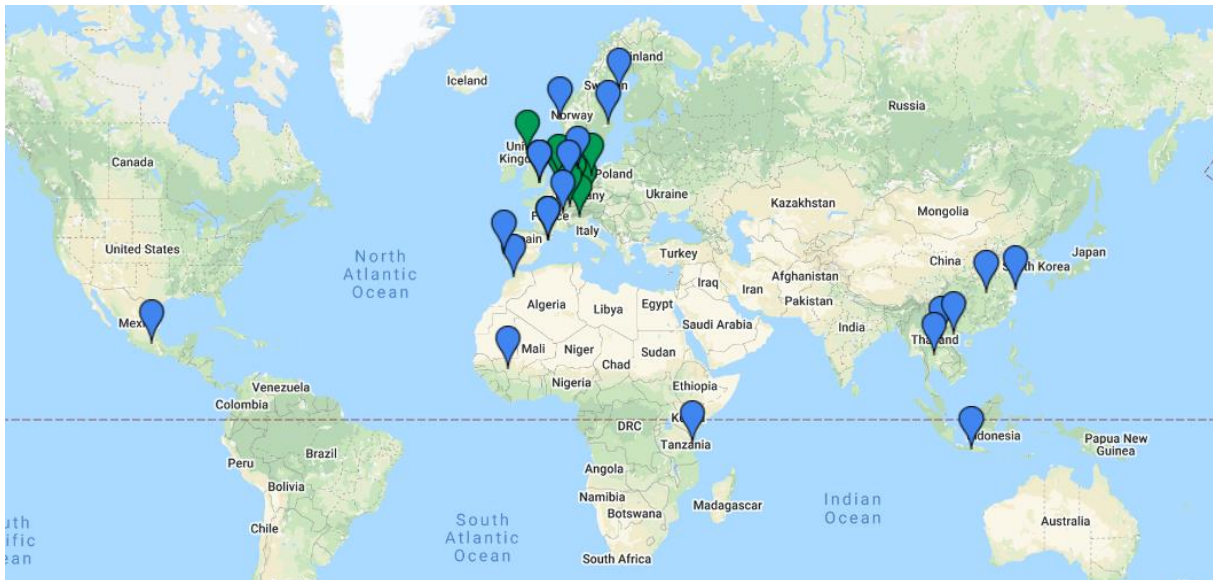 Iceland
Finland
Russia
Norway
Canada
Poland
Ukraine
Kazakhstan
Mongolia
Italy
United States
North
Atlantic
Ocean
Turkey
China
Japan
South Korea
Iraq
Iran
Afghanistan
Pakistan
Algeria
Libya
Egypt
Saudi Arabia
India
Thailand
Mali
Niger
Chad
Sudan
Nigeria
Ethiopia
Venezuela
Colombia
DRC
Tanzania
Papua New
Guinea
Peru
Brazil
Angola
Bolivia
Namibia
Botswana
Madagascar
Indian
Ocean
Chile
South
Atlantic
Ocean
Australia
South Africa